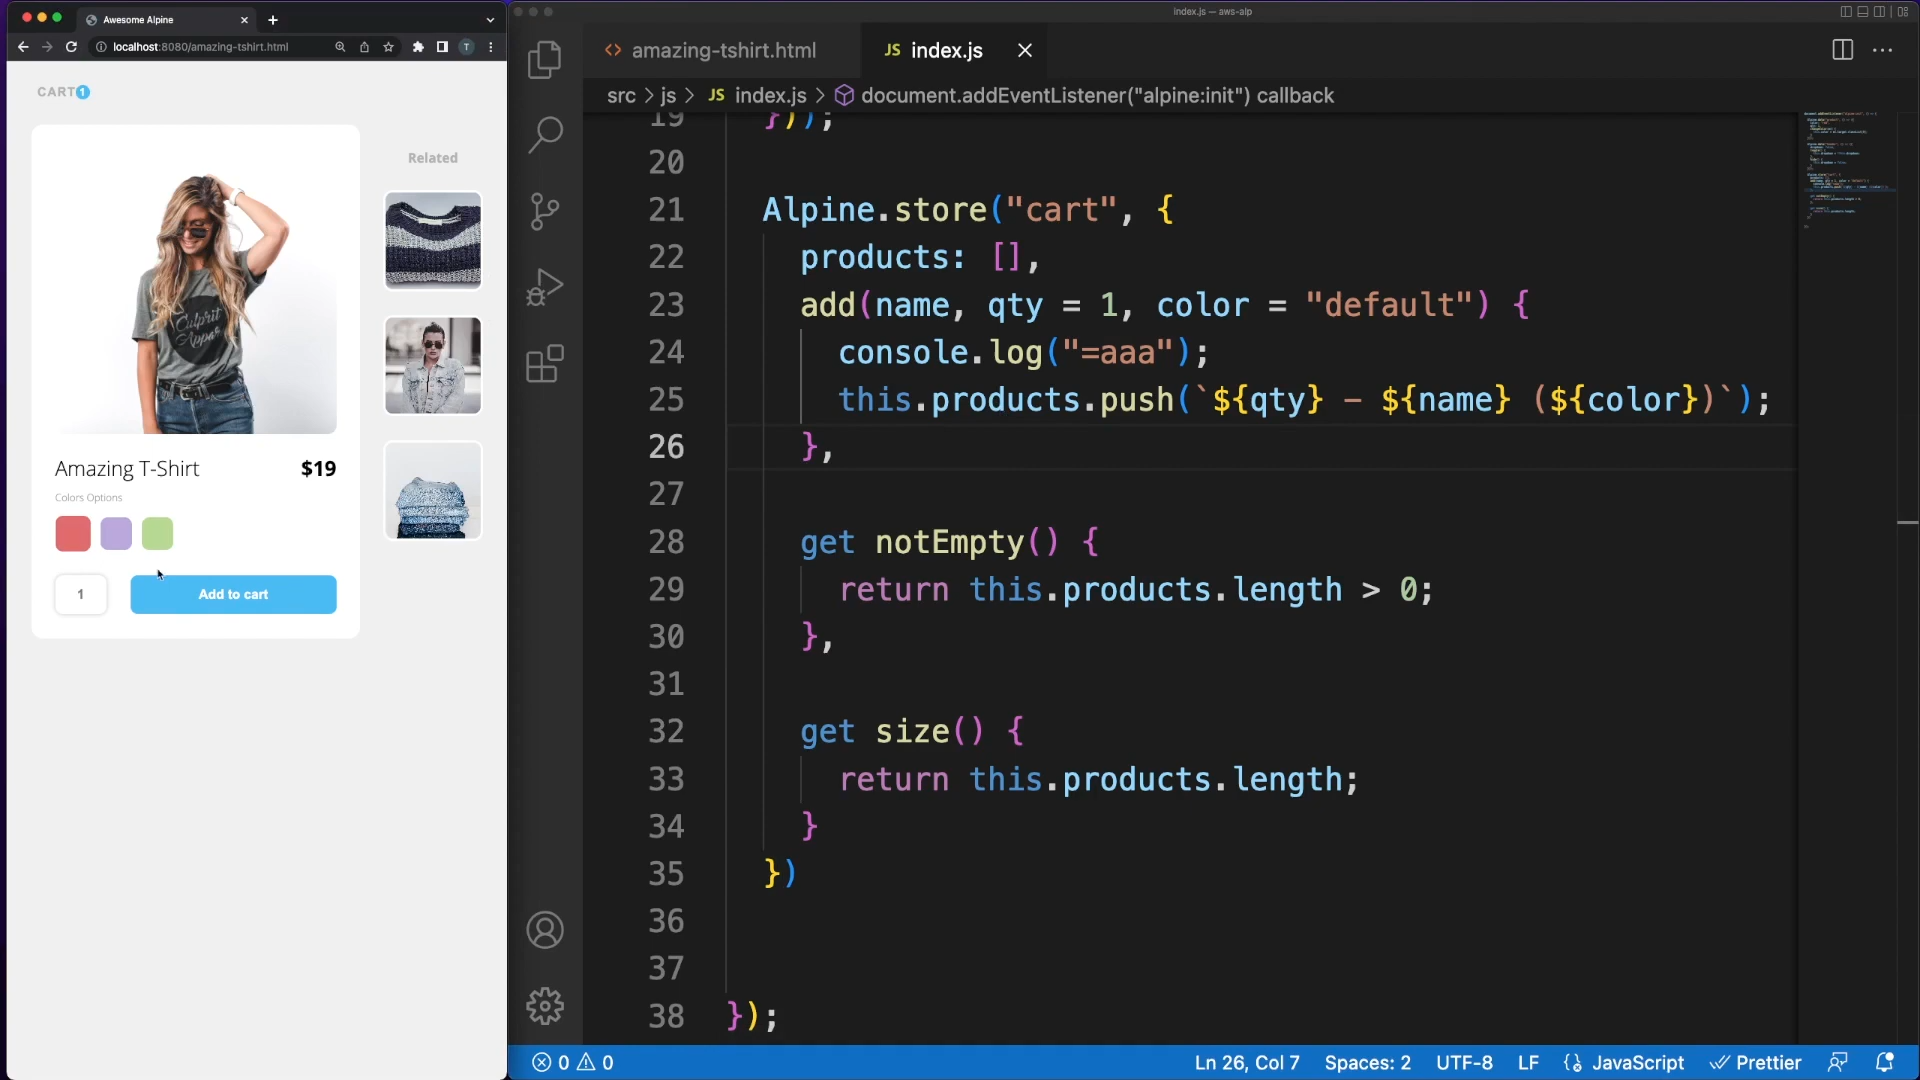 Awesome Alpine
localhost:8080/amazing-tshirt.html
T
CART 1
Related
Culprit
Appar
Amazing T-Shirt
$19
Colors Options
1
Add to cart
index.js — aws-alp
amazing-tshirt.html
JS index.js
src > js > JS index.js > document.addEventListener("alpine:init") callback
19 }));
20
21 Alpine.store("cart", {
22 products: [],
23 add(name, qty = 1, color = "default") {
24 console.log("=aaa");
25 this.products.push(`${qty} - ${name} (${color})`);
26 },
27
28 get notEmpty() {
29 return this.products.length > 0;
30 },
31
32 get size() {
33 return this.products.length;
34 }
35 })
36
37
38 });
0 0
Ln 26, Col 7
Spaces: 2
UTF-8
LF
JavaScript
Prettier